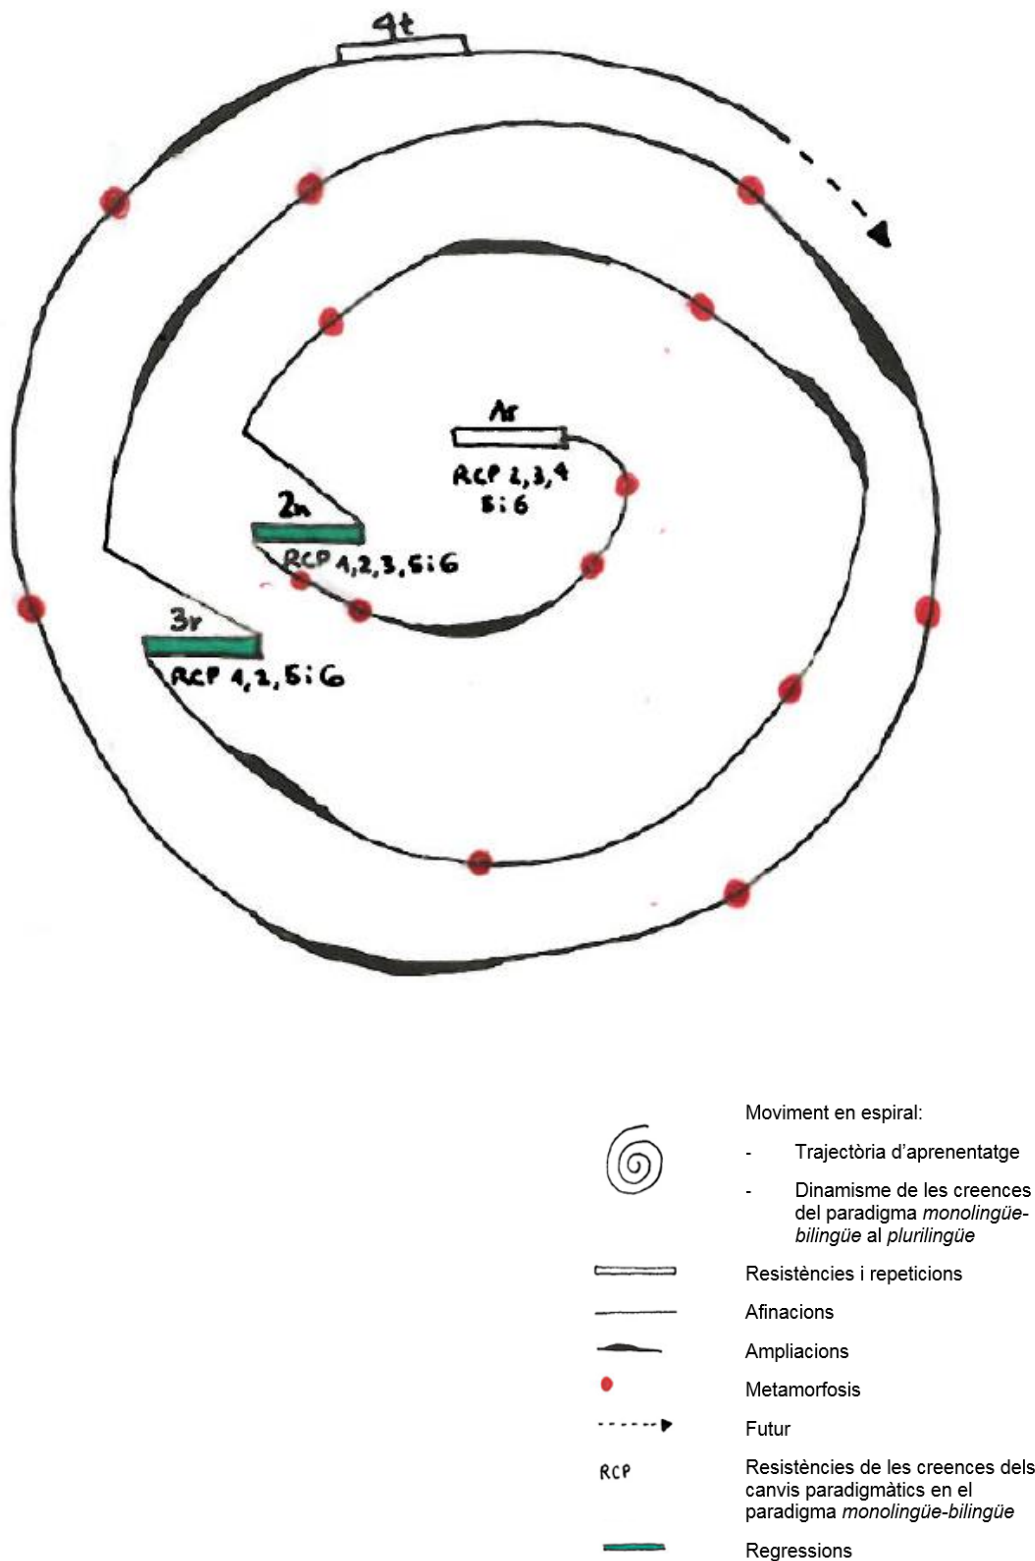 4t
1r
RCP 2,3,4
5 i 6
2n
RCP 1,2,3,5 i 6
3r
RCP 1,2,5 i 6
Moviment en espiral:
- Trajectòria d’aprenentatge
- Dinamisme de les creences
del paradigma monolingüe-
bilingüe al plurilingüe
Resistències i repeticions
Afinacions
Ampliacions
Metamorfosis
Futur
RCP
Resistències de les creences dels
canvis paradigmàtics en el
paradigma monolingüe-bilingüe
Regressions